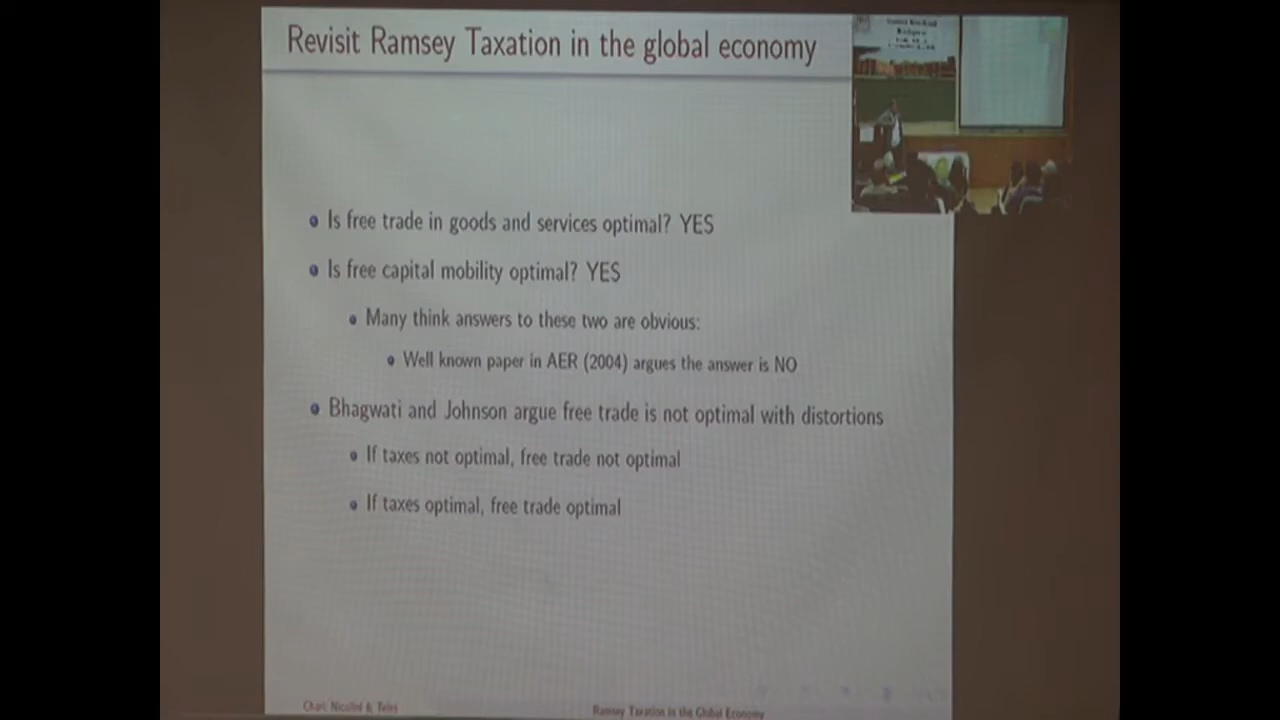 Revisit Ramsey Taxation in the global economy
Is free trade in goods and services optimal? YES
Is free capital mobility optimal? YES
Many think answers to these two are obvious:
Well known paper in AER (2004) argues the answer is NO
Bhagwati and Johnson argue free trade is not optimal with distortions
If taxes not optimal, free trade not optimal
If taxes optimal, free trade optimal
Chari, Nicolini & Teles
Ramsey Taxation in the Global Economy